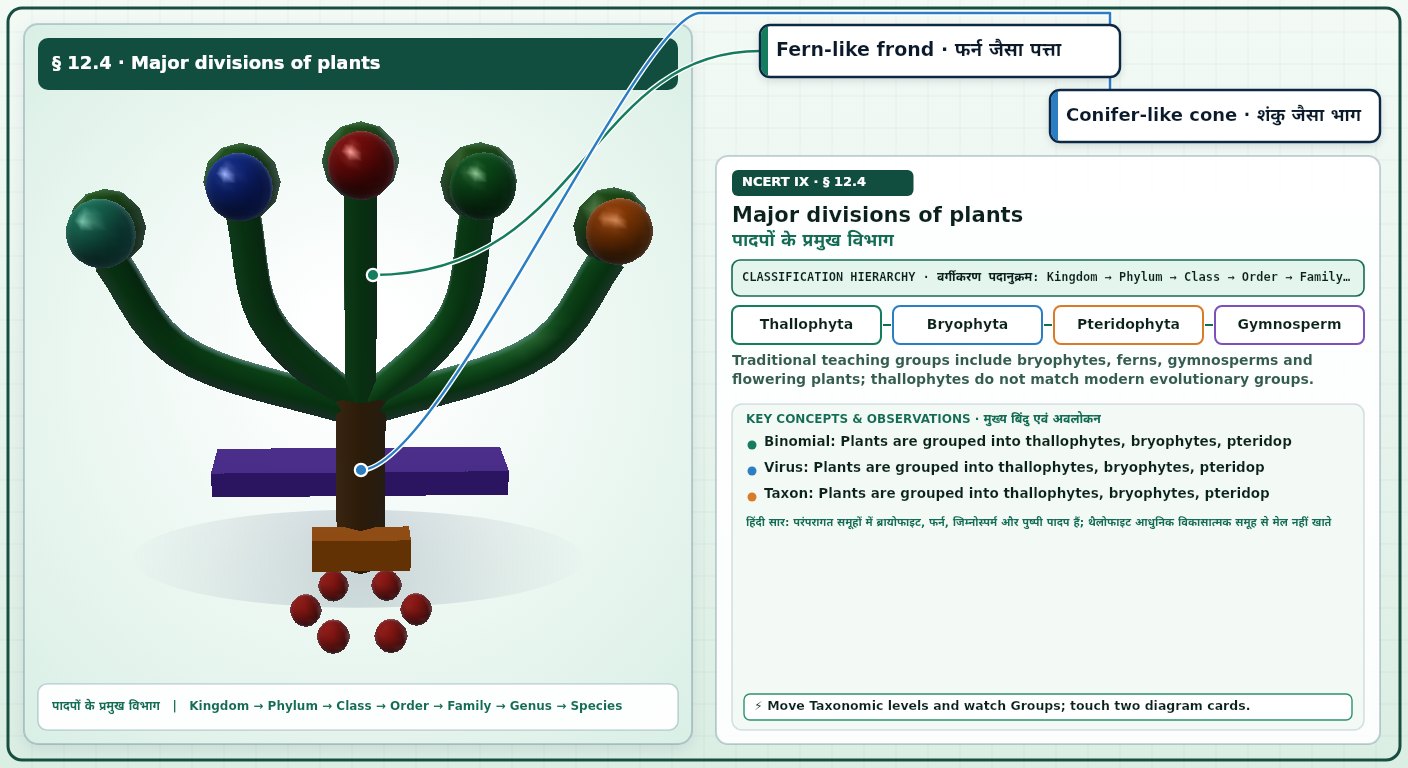 § 12.4 · Major divisions of plants
Fern-like frond · फर्न जैसा पत्ता
Conifer-like cone · शंकु जैसा भाग
NCERT IX · § 12.4
Major divisions of plants
पादपों के प्रमुख विभाग
CLASSIFICATION HIERARCHY · वर्गीकरण पदानुक्रम: Kingdom → Phylum → Class → Order → Family…
Thallophyta
Bryophyta
Pteridophyta
Gymnosperm
Traditional teaching groups include bryophytes, ferns, gymnosperms and
flowering plants; thallophytes do not match modern evolutionary groups.
KEY CONCEPTS & OBSERVATIONS · मुख्य बिंदु एवं अवलोकन
Binomial: Plants are grouped into thallophytes, bryophytes, pteridop
Virus: Plants are grouped into thallophytes, bryophytes, pteridop
Taxon: Plants are grouped into thallophytes, bryophytes, pteridop
हिंदी सार: परंपरागत समूहों में ब्रायोफाइट, फर्न, जिम्नोस्पर्म और पुष्पी पादप हैं; थैलोफाइट आधुनिक विकासात्मक समूह से मेल नहीं खाते
⚡ Move Taxonomic levels and watch Groups; touch two diagram cards.
पादपों के प्रमुख विभाग | Kingdom → Phylum → Class → Order → Family → Genus → Species